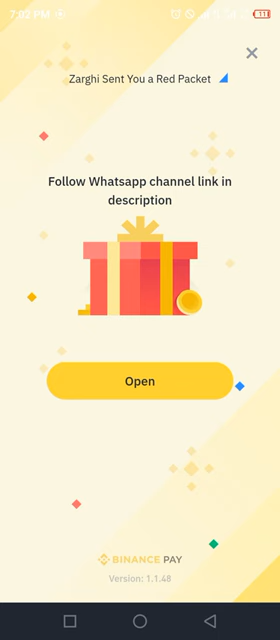 7:02 PM
Zarghi Sent You a Red Packet
Follow Whatsapp channel link in
description
Open
BINANCE PAY
Version: 1.1.48